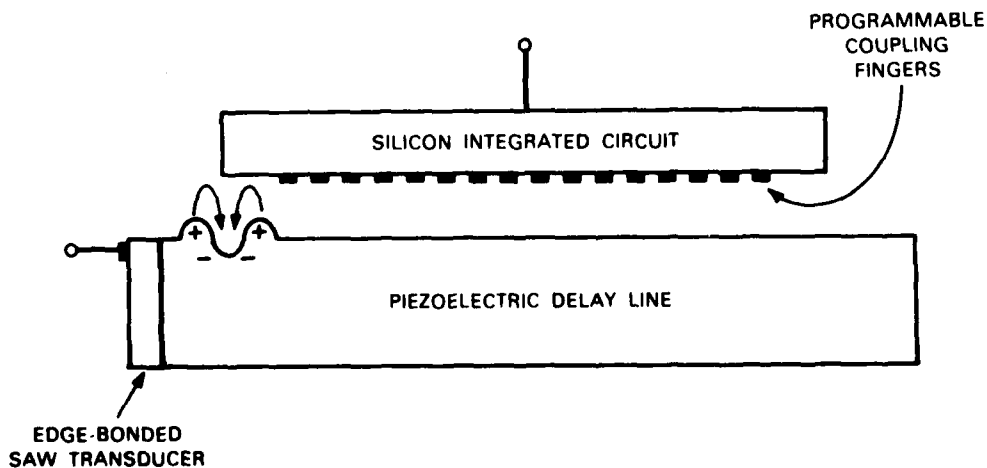 PROGRAMMABLE
COUPLING
FINGERS
SILICON INTEGRATED CIRCUIT
+
+
–
–
PIEZOELECTRIC DELAY LINE
EDGE-BONDED
SAW TRANSDUCER